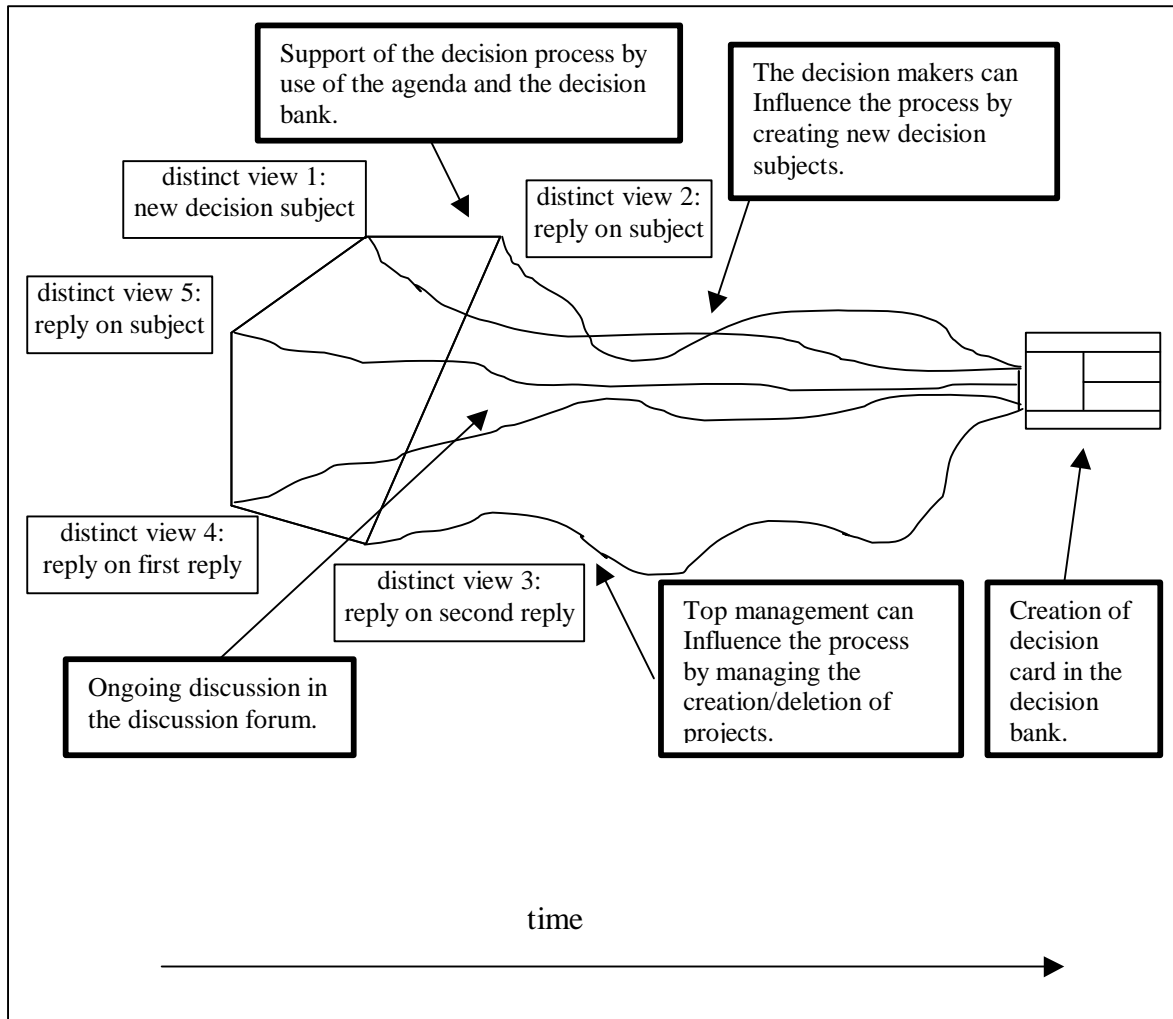 Support of the decision process by
use of the agenda and the decision
bank.
The decision makers can
Influence the process by
creating new decision
subjects.
distinct view 1:
new decision subject
distinct view 2:
reply on subject
distinct view 5:
reply on subject
distinct view 4:
reply on first reply
distinct view 3:
reply on second reply
Ongoing discussion in
the discussion forum.
Top management can
Influence the process
by managing the
creation/deletion of
projects.
Creation of
decision
card in the
decision
bank.
time